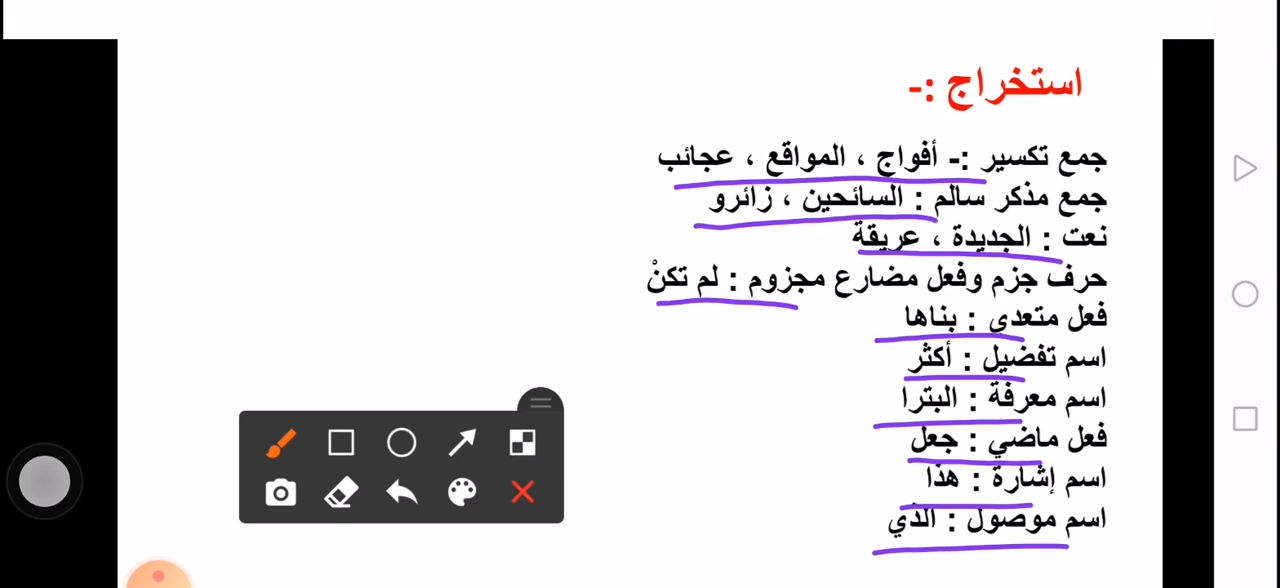 استخراج :-
جمع تكسير :- أفواج ، المواقع ، عجائب
جمع مذكر سالم : السائحين ، زائرو
نعت : الجديدة ، عريقة
حرف جزم وفعل مضارع مجزوم : لم تكنْ
فعل متعدي : بناها
اسم تفضيل : أكثر
اسم معرفة : البترا
فعل ماضي : جعل
اسم إشارة : هذا
اسم موصول : الذي